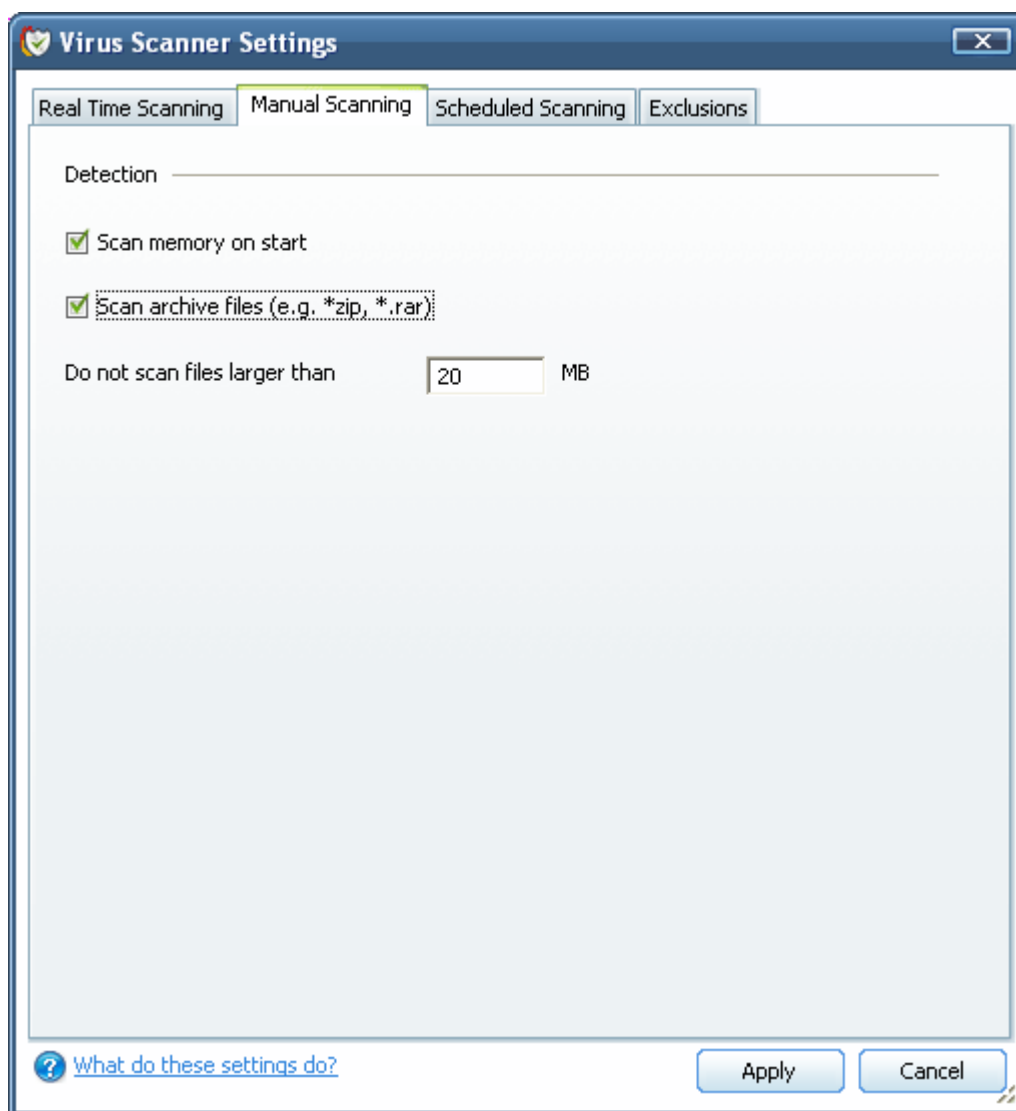 Virus Scanner Settings
Real Time Scanning Manual Scanning Scheduled Scanning Exclusions
Detection
Scan memory on start
Scan archive files (e.g. *zip, *.rar)
Do not scan files larger than 20 MB
What do these settings do? Apply Cancel